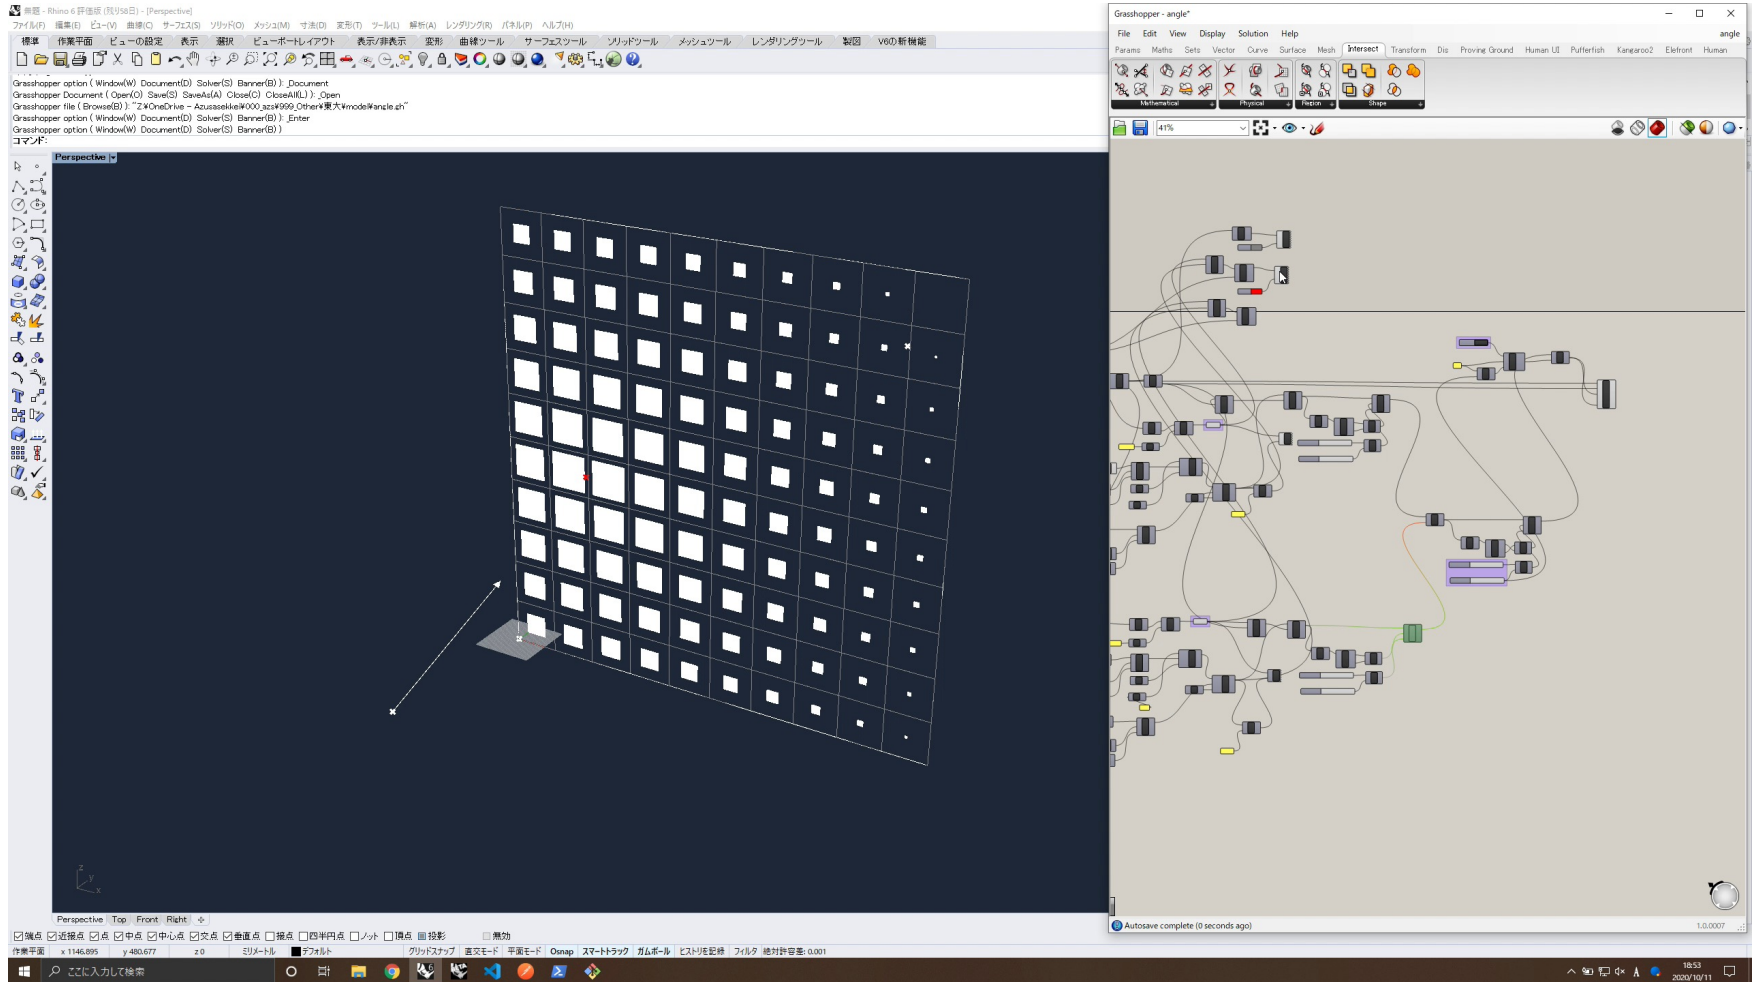 無題 - Rhino 6 評価版 (残り58日) - [Perspective]
ファイル(F) 編集(E) ビュー(V) 曲線(C) サーフェス(S) ソリッド(O) メッシュ(M) 寸法(D) 変形(T) ツール(L) 解析(A) レンダリング(R) パネル(P) ヘルプ(H)
標準 作業平面 ビューの設定 表示 選択 ビューポートレイアウト 表示/非表示 変形 曲線ツール サーフェスツール ソリッドツール メッシュツール レンダリングツール 製図 V6の新機能
Grasshopper option ( Window(W) Document(D) Solver(S) Banner(B) ): _Document
Grasshopper Document ( Open(O) Save(S) SaveAs(A) Close(C) CloseAll(L) ): _Open
Grasshopper file ( Browse(B) ): "Z:¥OneDrive - Azusasekkei¥000_azs¥999_Other¥東大¥model¥angle.gh"
Grasshopper option ( Window(W) Document(D) Solver(S) Banner(B) ): _Enter
Grasshopper option ( Window(W) Document(D) Solver(S) Banner(B) )
コマンド:
Perspective
z
y
x
Perspective Top Front Right
端点 近接点 点 中点 中心点 交点 垂直点 接点 四半円点 ノット 頂点 投影 無効
作業平面 x 1146.895 y 480.677 z 0 ミリメートル デフォルト グリッドスナップ 直交モード 平面モード Osnap スマートトラック ガムボール ヒストリを記録 フィルタ 絶対許容差: 0.001
Grasshopper - angle*
File Edit View Display Solution Help angle
Params Maths Sets Vector Curve Surface Mesh Intersect Transform Dis Proving Ground Human UI Pufferfish Kangaroo2 Elefront Human
Mathematical Physical Region Shape
41%
Autosave complete (0 seconds ago) 1.0.0007
ここに入力して検索
A
18:53
2020/10/11